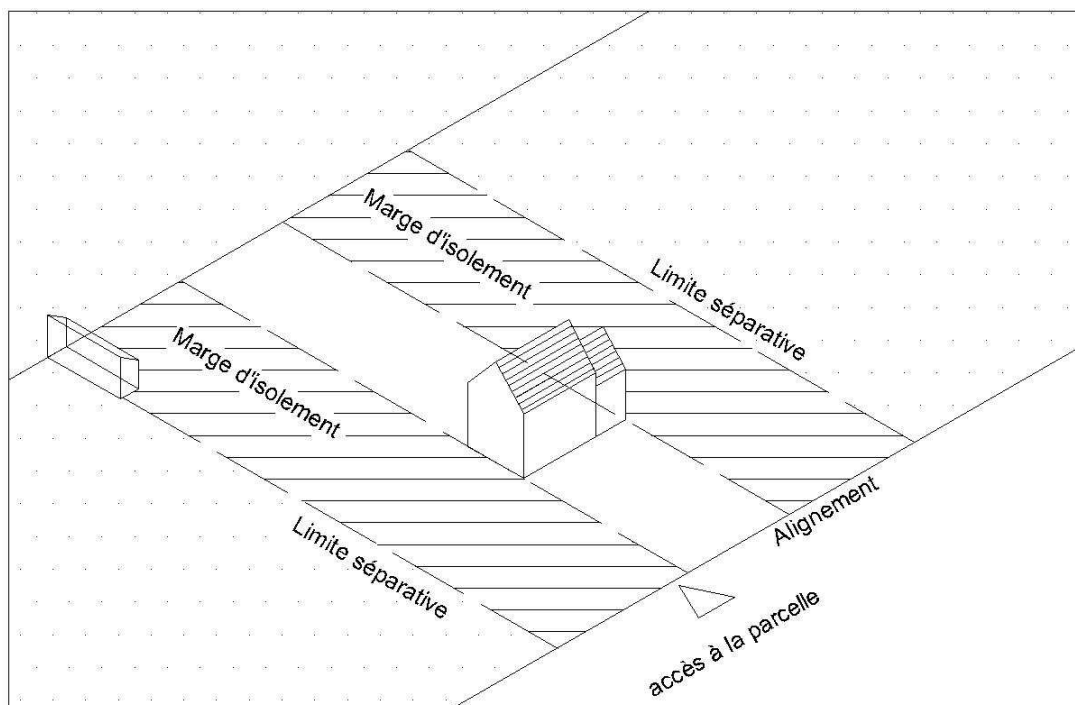 Marge d'isolement
Limite séparative
Marge d'isolement
Limite séparative
Alignement
accès à la parcelle